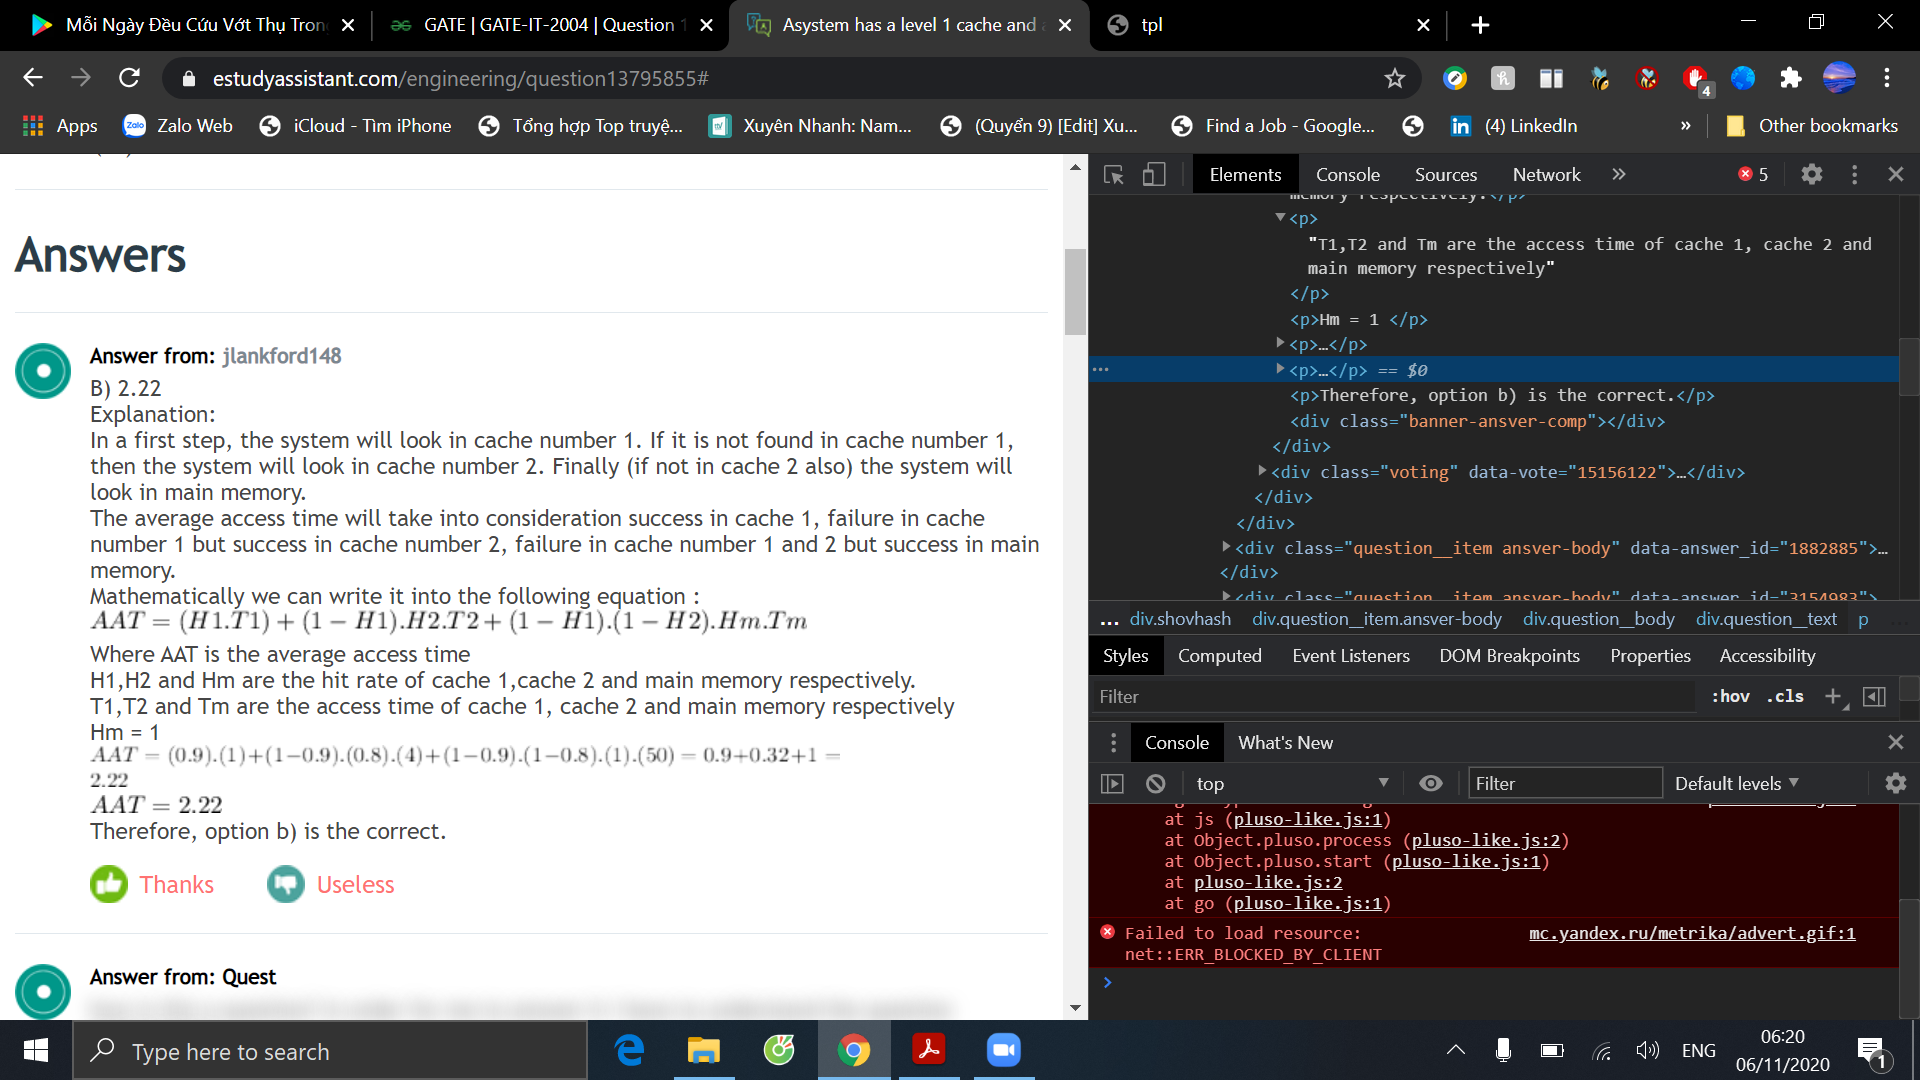 Mỗi Ngày Đều Cứu Vớt Thụ Tron
GATE | GATE-IT-2004 | Question 1
Asystem has a level 1 cache and a
tpl
estudyassistant.com/engineering/question13795855#
4
Apps
Zalo Web
iCloud - Tìm iPhone
Tổng hợp Top truyệ...
Xuyên Nhanh: Nam...
(Quyển 9) [Edit] Xu...
Find a Job - Google...
(4) LinkedIn
»
Other bookmarks
Answers
Answer from: jlankford148
B) 2.22
Explanation:
In a first step, the system will look in cache number 1. If it is not found in cache number 1,
then the system will look in cache number 2. Finally (if not in cache 2 also) the system will
look in main memory.
The average access time will take into consideration success in cache 1, failure in cache
number 1 but success in cache number 2, failure in cache number 1 and 2 but success in main
memory.
Mathematically we can write it into the following equation :
AAT = (H1.T1) + (1 − H1).H2.T2 + (1 − H1).(1 − H2).Hm.Tm
Where AAT is the average access time
H1,H2 and Hm are the hit rate of cache 1,cache 2 and main memory respectively.
T1,T2 and Tm are the access time of cache 1, cache 2 and main memory respectively
Hm = 1
AAT = (0.9).(1)+(1−0.9).(0.8).(4)+(1−0.9).(1−0.8).(1).(50) = 0.9+0.32+1 =
2.22
AAT = 2.22
Therefore, option b) is the correct.
Thanks
Useless
Answer from: Quest
Elements
Console
Sources
Network
»
5
memory respectively.</p>
<p>
"T1,T2 and Tm are the access time of cache 1, cache 2 and
main memory respectively"
</p>
<p>Hm = 1 </p>
<p>…</p>
… <p>…</p> == $0
<p>Therefore, option b) is the correct.</p>
<div class="banner-ansver-comp"></div>
</div>
<div class="voting" data-vote="15156122">…</div>
</div>
</div>
<div class="question__item ansver-body" data-answer_id="1882885">…
</div>
<div class="question__item ansver-body" data-answer_id="3154983">
... div.shovhash div.question__item.ansver-body div.question__body div.question__text p
Styles
Computed
Event Listeners
DOM Breakpoints
Properties
Accessibility
Filter
:hov .cls +
Console
What's New
top
Filter
Default levels
at js (pluso-like.js:1)
at Object.pluso.process (pluso-like.js:2)
at Object.pluso.start (pluso-like.js:1)
at pluso-like.js:2
at go (pluso-like.js:1)
Failed to load resource: mc.yandex.ru/metrika/advert.gif:1
net::ERR_BLOCKED_BY_CLIENT
Type here to search
ENG
06:20
06/11/2020
1